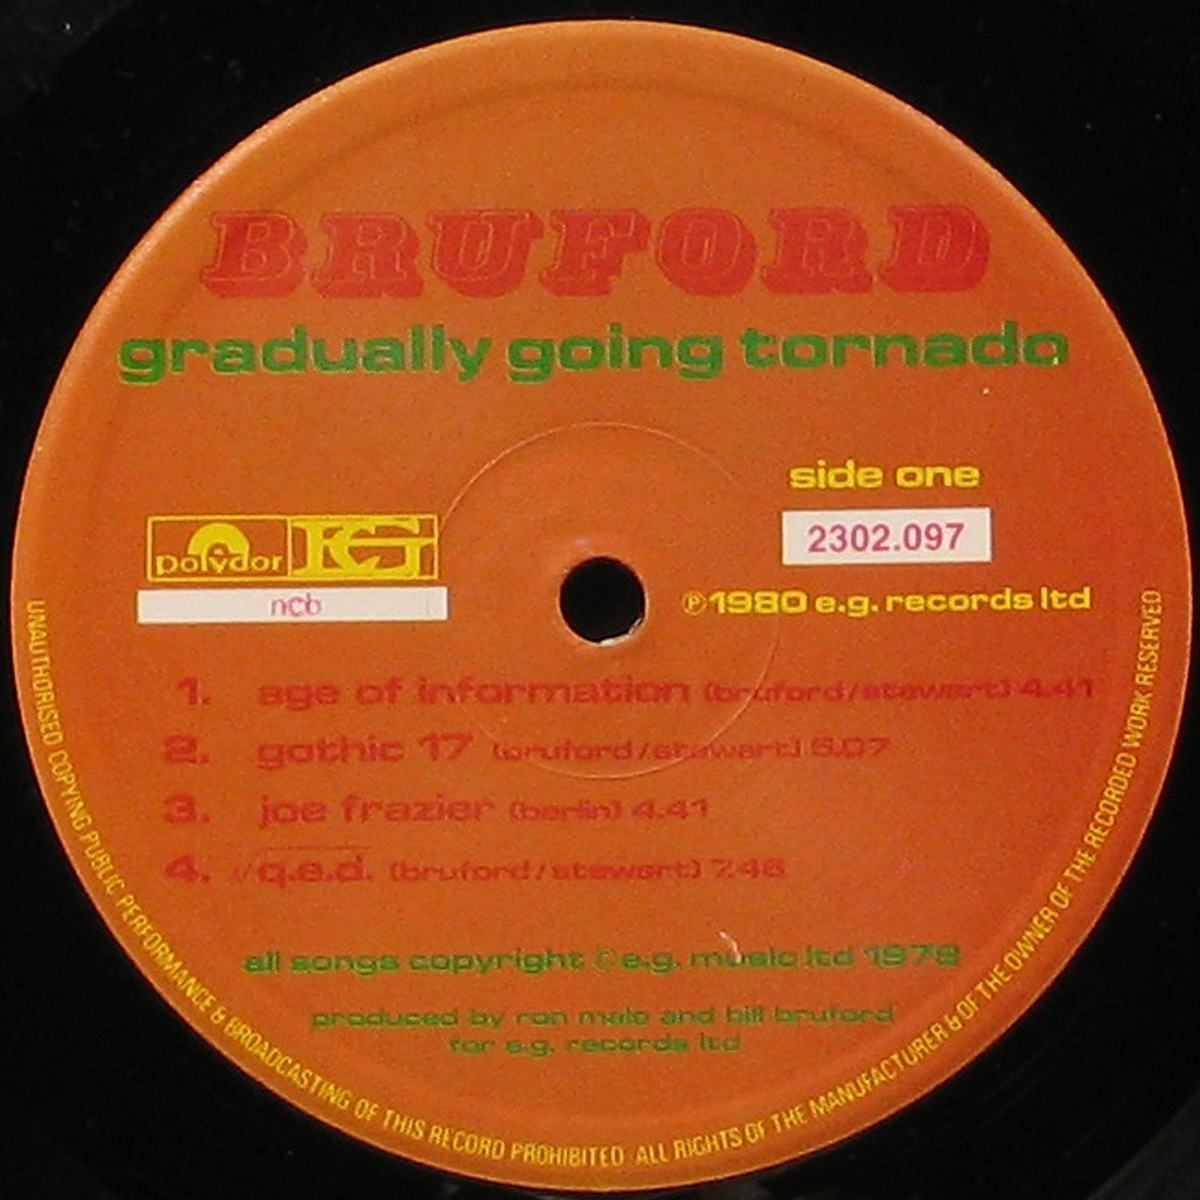 BRUFORD
gradually going tornado
side one
polydor EG
2302.097
ncb
℗1980 e.g. records ltd
1. age of information (bruford/stewart) 4.41
2. gothic 17 (bruford/stewart) 5.07
3. joe frazier (berlin) 4.41
4. q.e.d. (bruford/stewart) 7.46
all songs copyright © e.g. music ltd 1979
produced by ron malo and bill bruford
for e.g. records ltd
UNAUTHORISED COPYING PUBLIC PERFORMANCE & BROADCASTING OF THIS RECORD PROHIBITED ALL RIGHTS OF THE MANUFACTURER & OF THE OWNER OF THE RECORDED WORK RESERVED